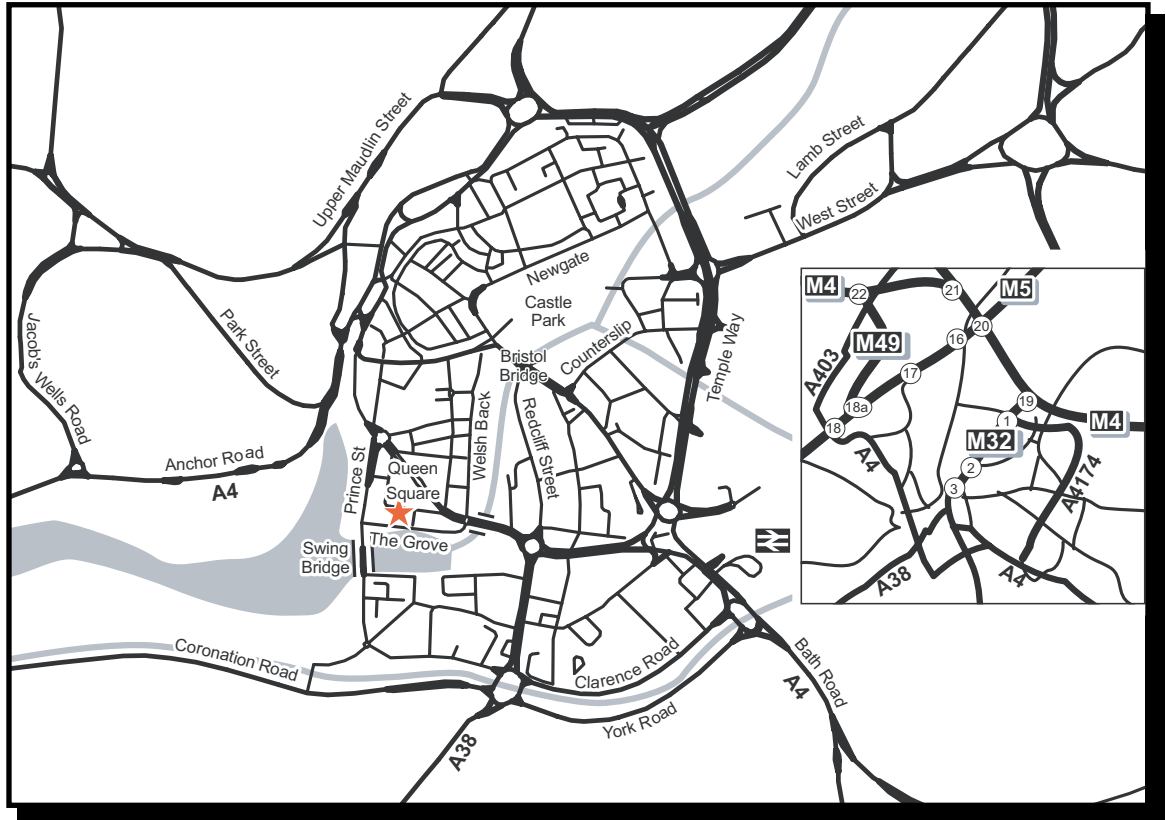 Upper Maudlin Street
Lamb Street
West Street
Newgate
Castle
Park
Jacob's Wells Road
Park Street
Bristol
Bridge
Counterslip
Temple Way
Welsh Back
Redcliff Street
Anchor Road
A4
Prince St
Queen
Square
The Grove
Swing
Bridge
Coronation Road
Clarence Road
York Road
Bath Road
A4
A38
M4
22
21
M5
20
16
M49
A403
17
18a
18
19
1
M4
M32
2
3
A4
A4174
A38
A4